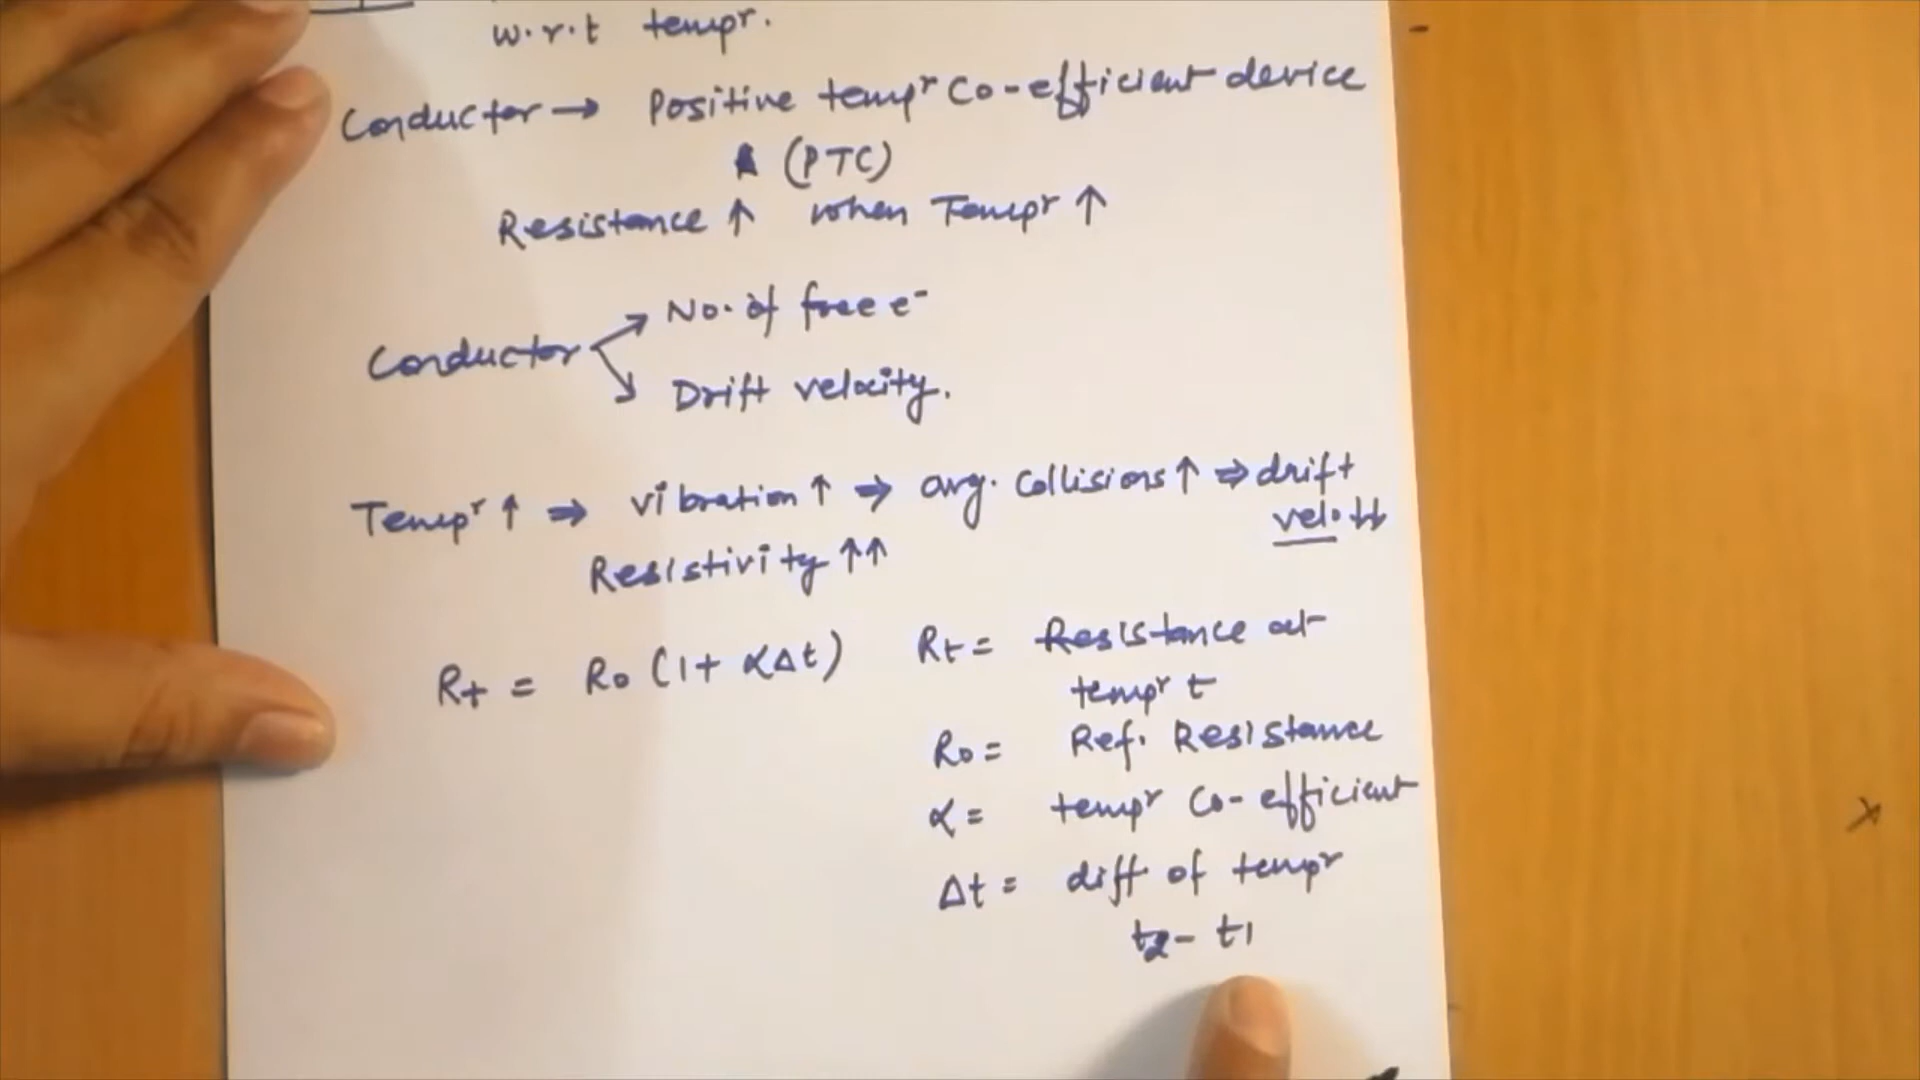 w.r.t tempr.
Conductor → Positive tempr Co-efficient device
(PTC)
Resistance ↑ when Tempr ↑
Conductor → No. of free e-
→ Drift velocity.
Tempr ↑ ⇒ vibration ↑ ⇒ avg. Collisions ↑ ⇒ drift
vel. ↓↓
Resistivity ↑↑
Rt = Ro (1+ αΔt)
Rt = Resistance at
tempr t
Ro = Ref. Resistance
α = tempr Co-efficient
Δt = diff of tempr
t2 - t1